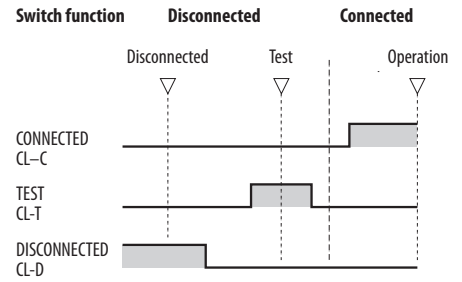 Switch function Disconnected Connected
Disconnected Test Operation
CONNECTED
CL–C
TEST
CL-T
DISCONNECTED
CL-D